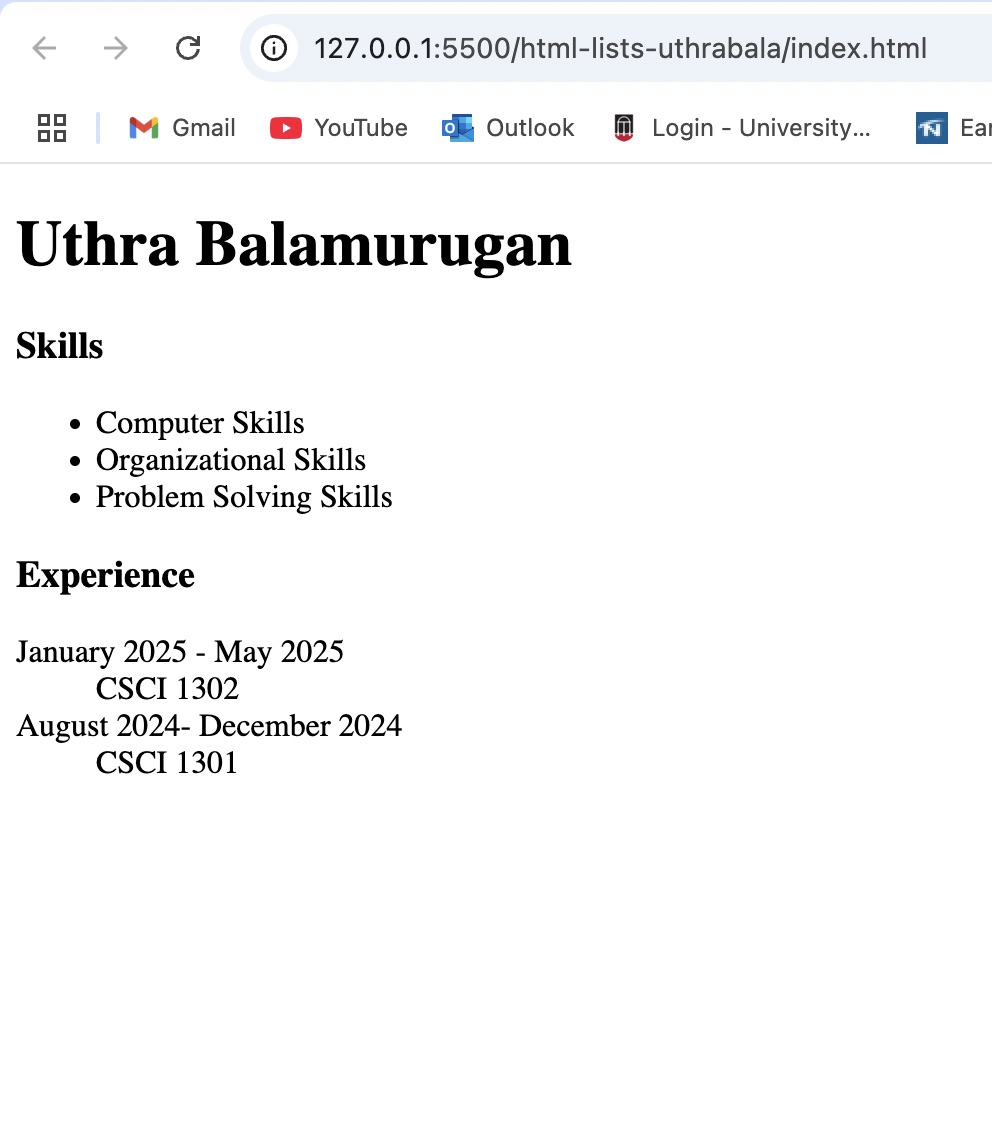 127.0.0.1:5500/html-lists-uthrabala/index.html
Gmail YouTube Outlook Login - University...
Uthra Balamurugan
Skills
• Computer Skills
• Organizational Skills
• Problem Solving Skills
Experience
January 2025 - May 2025
CSCI 1302
August 2024- December 2024
CSCI 1301